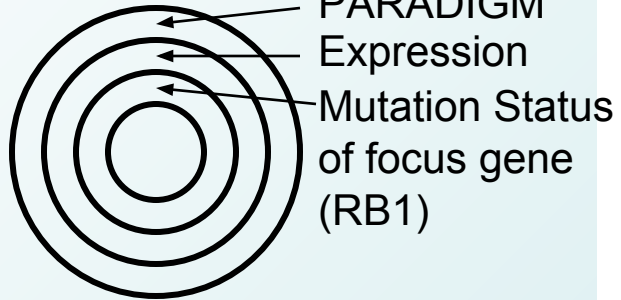 PARADIGM
Expression
Mutation Status
of focus gene
(RB1)